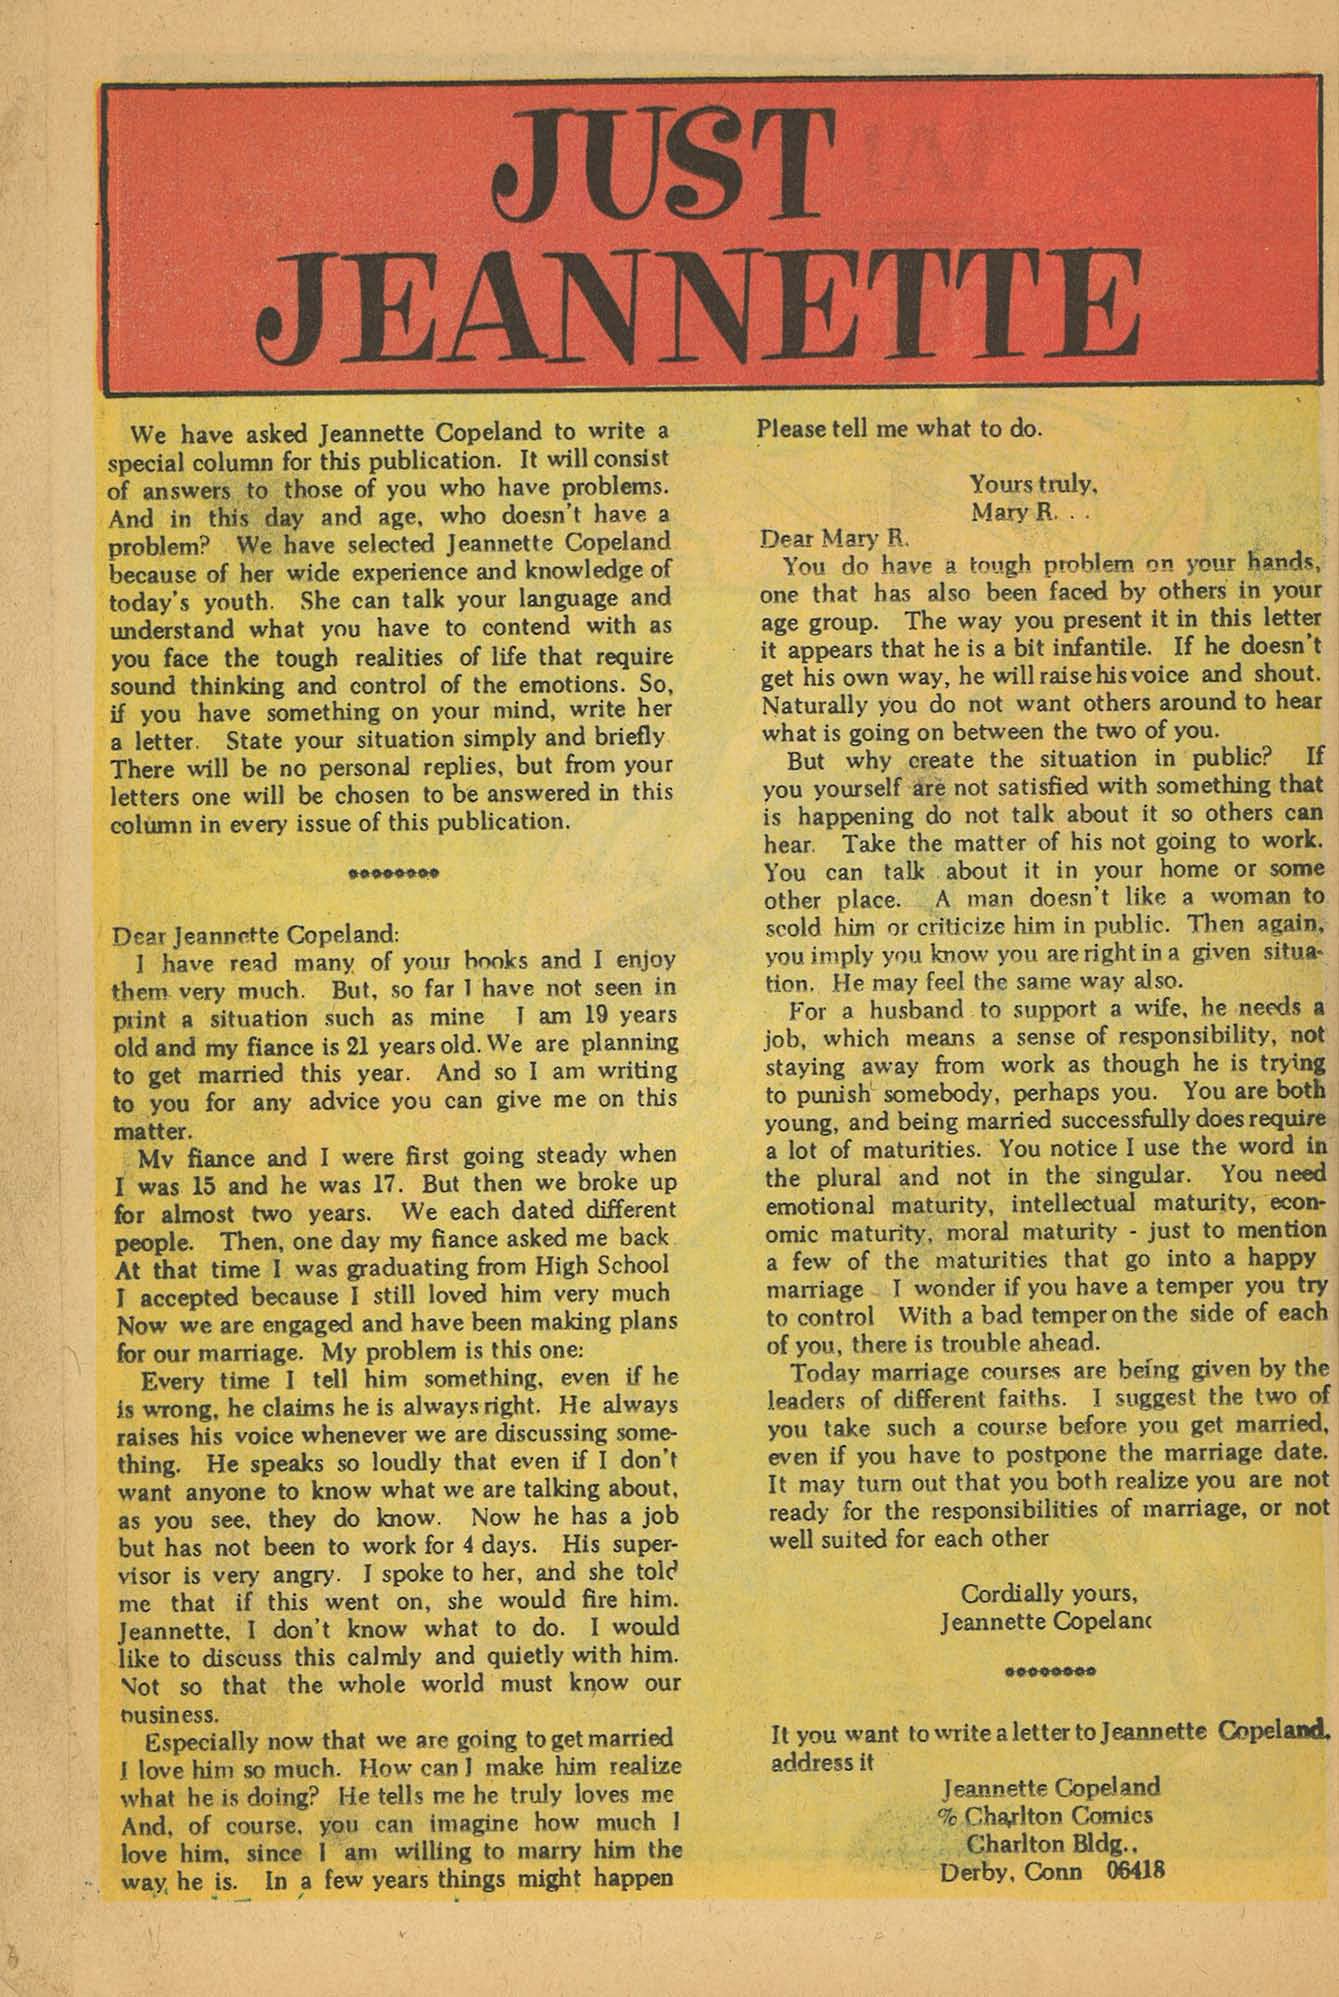 JUST
JEANNETTE
We have asked Jeannette Copeland to write a
special column for this publication. It will consist
of answers to those of you who have problems.
And in this day and age, who doesn't have a
problem? We have selected Jeannette Copeland
because of her wide experience and knowledge of
today's youth. She can talk your language and
understand what you have to contend with as
you face the tough realities of life that require
sound thinking and control of the emotions. So,
if you have something on your mind, write her
a letter. State your situation simply and briefly
There will be no personal replies, but from your
letters one will be chosen to be answered in this
column in every issue of this publication.
********
Dear Jeannette Copeland:
I have read many of your books and I enjoy
them very much. But, so far I have not seen in
print a situation such as mine I am 19 years
old and my fiance is 21 years old. We are planning
to get married this year. And so I am writing
to you for any advice you can give me on this
matter.
My fiance and I were first going steady when
I was 15 and he was 17. But then we broke up
for almost two years. We each dated different
people. Then, one day my fiance asked me back
At that time I was graduating from High School
I accepted because I still loved him very much
Now we are engaged and have been making plans
for our marriage. My problem is this one:
Every time I tell him something, even if he
is wrong, he claims he is always right. He always
raises his voice whenever we are discussing some-
thing. He speaks so loudly that even if I don't
want anyone to know what we are talking about,
as you see, they do know. Now he has a job
but has not been to work for 4 days. His super-
visor is very angry. I spoke to her, and she told
me that if this went on, she would fire him.
Jeannette, I don't know what to do. I would
like to discuss this calmly and quietly with him.
Not so that the whole world must know our
business.
Especially now that we are going to get married
I love him so much. How can I make him realize
what he is doing? He tells me he truly loves me
And, of course, you can imagine how much I
love him, since I am willing to marry him the
way he is. In a few years things might happen
Please tell me what to do.
Yours truly,
Mary R. . .
Dear Mary R.
You do have a tough problem on your hands,
one that has also been faced by others in your
age group. The way you present it in this letter
it appears that he is a bit infantile. If he doesn't
get his own way, he will raise his voice and shout.
Naturally you do not want others around to hear
what is going on between the two of you.
But why create the situation in public? If
you yourself are not satisfied with something that
is happening do not talk about it so others can
hear. Take the matter of his not going to work.
You can talk about it in your home or some
other place. A man doesn't like a woman to
scold him or criticize him in public. Then again,
you imply you know you are right in a given situa-
tion. He may feel the same way also.
For a husband to support a wife, he needs a
job, which means a sense of responsibility, not
staying away from work as though he is trying
to punish somebody, perhaps you. You are both
young, and being married successfully does require
a lot of maturities. You notice I use the word in
the plural and not in the singular. You need
emotional maturity, intellectual maturity, econ-
omic maturity, moral maturity - just to mention
a few of the maturities that go into a happy
marriage I wonder if you have a temper you try
to control With a bad temper on the side of each
of you, there is trouble ahead.
Today marriage courses are being given by the
leaders of different faiths. I suggest the two of
you take such a course before you get married,
even if you have to postpone the marriage date.
It may turn out that you both realize you are not
ready for the responsibilities of marriage, or not
well suited for each other
Cordially yours,
Jeannette Copeland
********
If you want to write a letter to Jeannette Copeland,
address it
Jeannette Copeland
% Charlton Comics
Charlton Bldg.,
Derby, Conn 06418